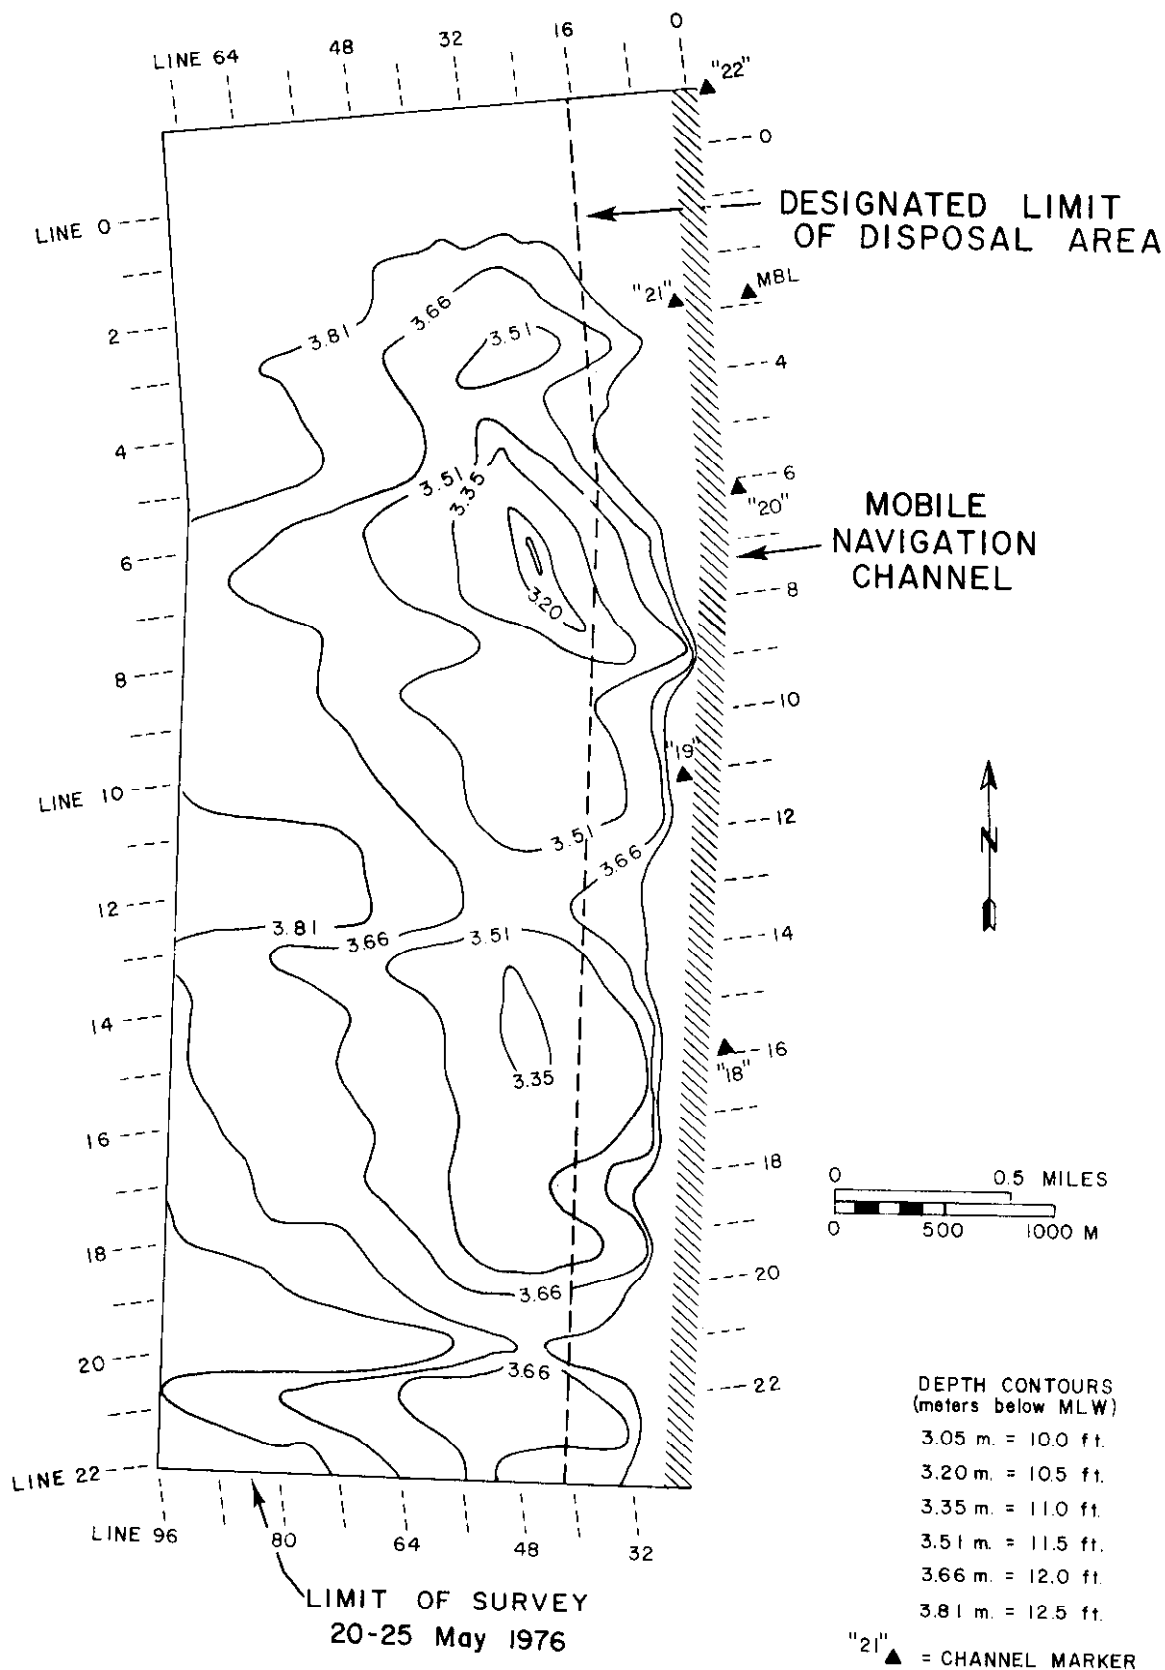 LINE 64
48
32
16
0
"22"
0
DESIGNATED LIMIT
OF DISPOSAL AREA
LINE 0
"21"
MBL
2
3.81
3.66
3.51
4
4
3.51
3.35
6
"20"
MOBILE
NAVIGATION
CHANNEL
6
3.20
8
8
10
"19"
LINE 10
3.51
12
3.66
12
3.81
3.66
3.51
14
N
14
3.35
16
"18"
16
18
0 0.5 MILES
0 500 1000 M
18
20
3.66
20
3.66
22
LINE 22
LINE 96
80
64
48
32
LIMIT OF SURVEY
20-25 May 1976
DEPTH CONTOURS
(meters below MLW)
3.05 m. = 10.0 ft.
3.20 m. = 10.5 ft.
3.35 m. = 11.0 ft.
3.51 m. = 11.5 ft.
3.66 m. = 12.0 ft.
3.81 m. = 12.5 ft.
"21" = CHANNEL MARKER